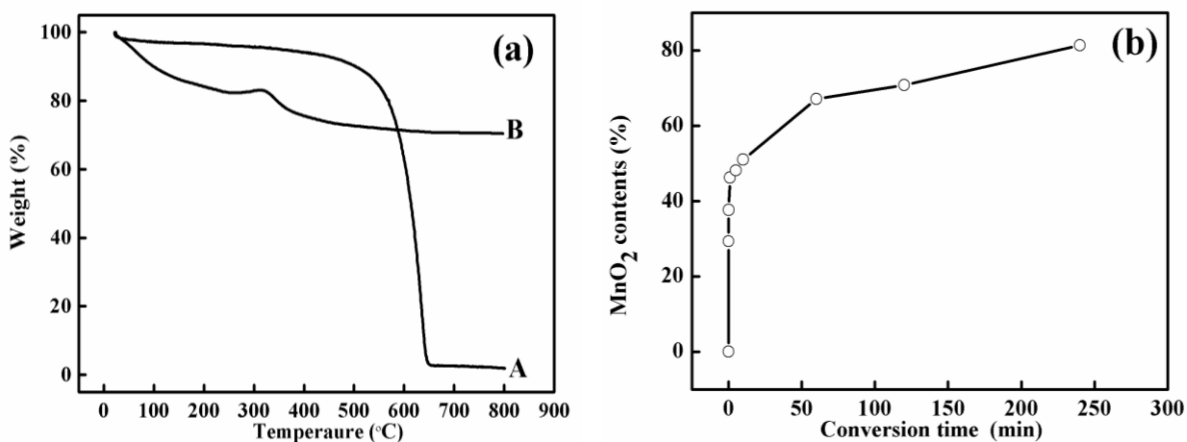 (a)
100
80
60
40
20
0
Weight (%)
B
A
0 100 200 300 400 500 600 700 800 900
Temperaure (°C)
(b)
80
60
40
20
0
MnO2 contents (%)
0 50 100 150 200 250 300
Conversion time (min)